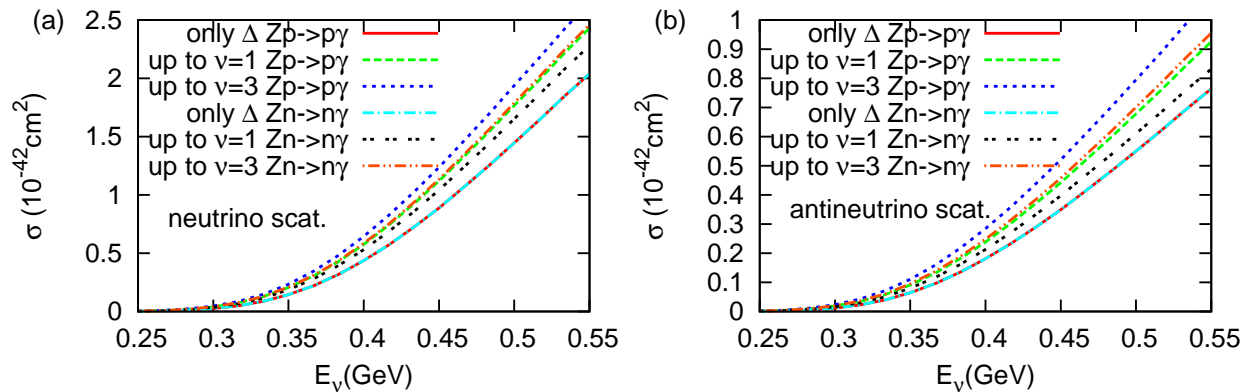 (a)
σ (10⁻⁴²cm²)
2.5
2
1.5
1
0.5
0
only Δ Zp->pγ
up to ν=1 Zp->pγ
up to ν=3 Zp->pγ
only Δ Zn->nγ
up to ν=1 Zn->nγ
up to ν=3 Zn->nγ
neutrino scat.
0.25 0.3 0.35 0.4 0.45 0.5 0.55
Eν(GeV)
(b)
σ (10⁻⁴²cm²)
1
0.9
0.8
0.7
0.6
0.5
0.4
0.3
0.2
0.1
0
only Δ Zp->pγ
up to ν=1 Zp->pγ
up to ν=3 Zp->pγ
only Δ Zn->nγ
up to ν=1 Zn->nγ
up to ν=3 Zn->nγ
antineutrino scat.
0.25 0.3 0.35 0.4 0.45 0.5 0.55
Eν(GeV)